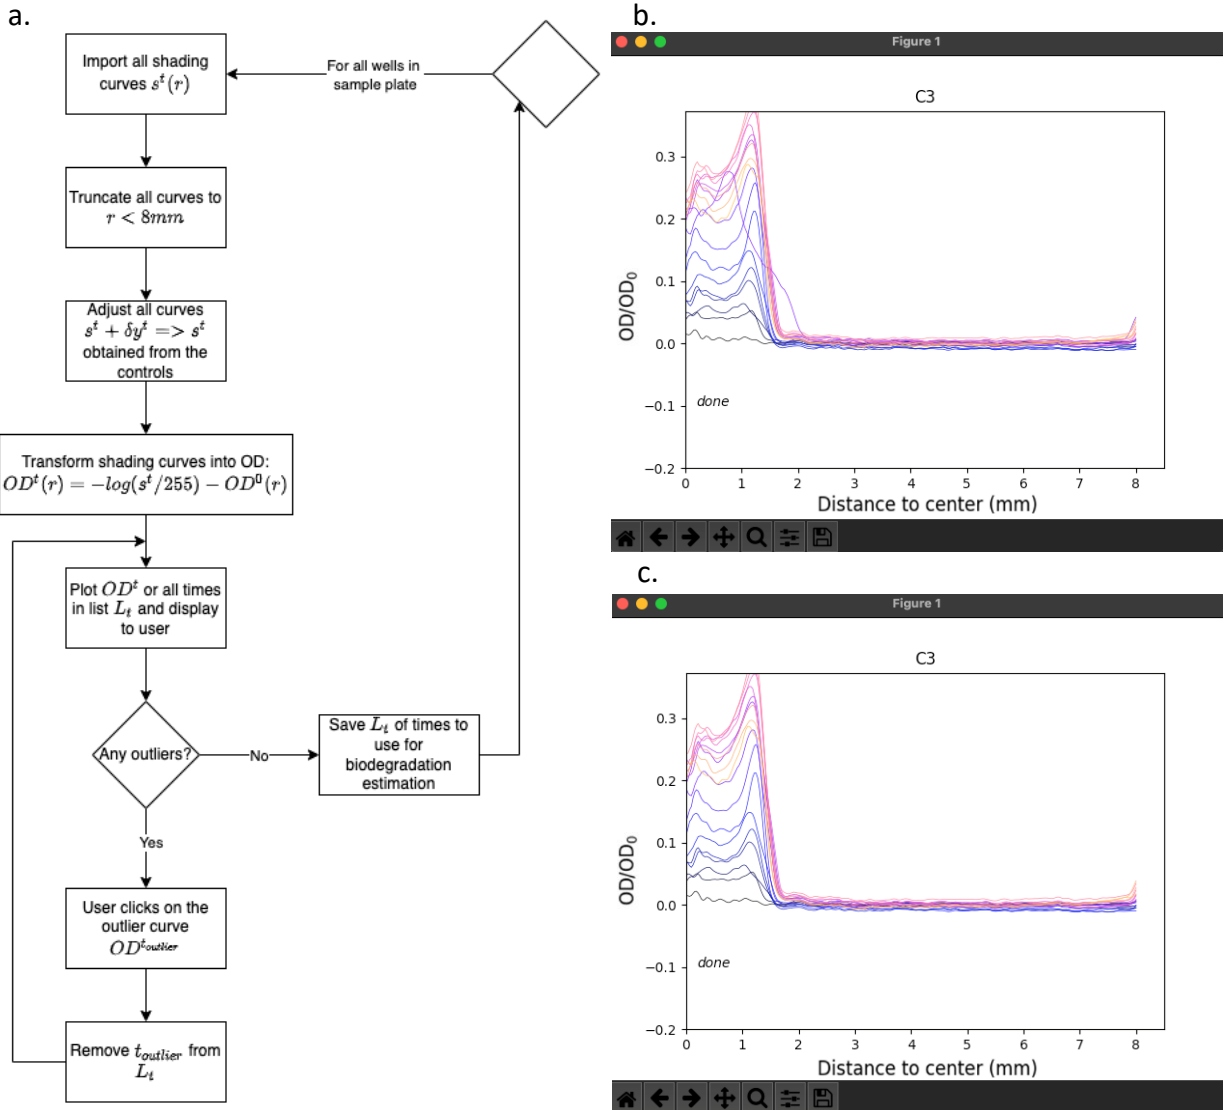 a.
Import all shading
curves s^t(r)
For all wells in
sample plate
Truncate all curves to
r < 8mm
Adjust all curves
s^t + δy^t => s^t
obtained from the
controls
Transform shading curves into OD:
OD^t(r) = −log(s^t/255) − OD^0(r)
Plot OD^t or all times
in list L_t and display
to user
Any outliers?
No
Save L_t of times to
use for
biodegradation
estimation
Yes
User clicks on the
outlier curve
OD^t_outlier
Remove t_outlier from
L_t
b.
Figure 1
C3
OD/OD₀
0.3
0.2
0.1
0.0
−0.1
−0.2
done
0 1 2 3 4 5 6 7 8
Distance to center (mm)
c.
Figure 1
C3
OD/OD₀
0.3
0.2
0.1
0.0
−0.1
−0.2
done
0 1 2 3 4 5 6 7 8
Distance to center (mm)